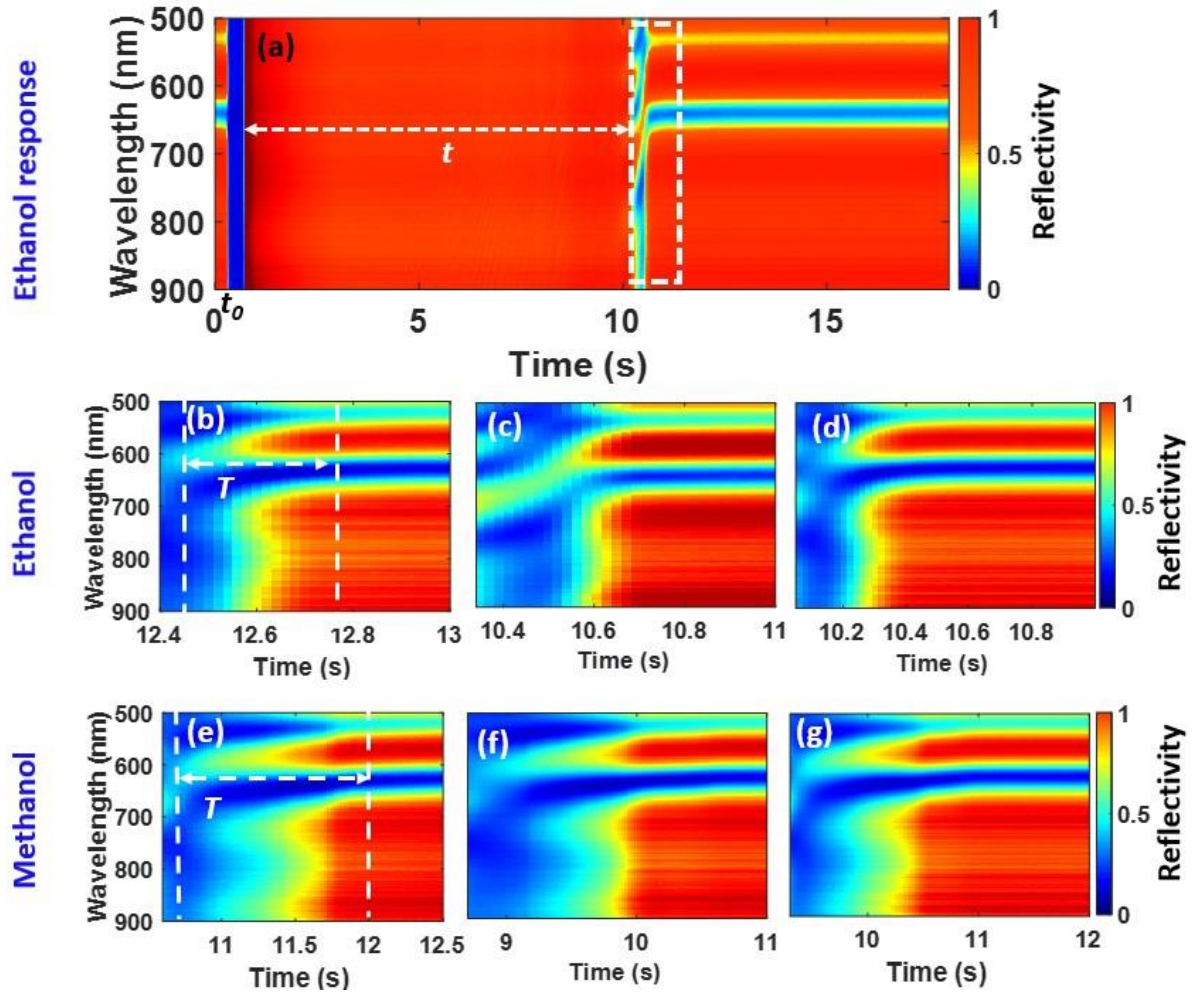 Ethanol response
Wavelength (nm)
500
600
700
800
900
(a)
t
t0
0
5
10
15
Time (s)
1
0.5
0
Reflectivity
Ethanol
Wavelength (nm)
500
600
700
800
900
(b)
T
12.4 12.6 12.8 13
Time (s)
(c)
10.4 10.6 10.8 11
Time (s)
(d)
10.2 10.4 10.6 10.8
Time (s)
1
0.5
0
Reflectivity
Methanol
Wavelength (nm)
500
600
700
800
900
(e)
T
11 11.5 12 12.5
Time (s)
(f)
9 10 11
Time (s)
(g)
10 11 12
Time (s)
1
0.5
0
Reflectivity